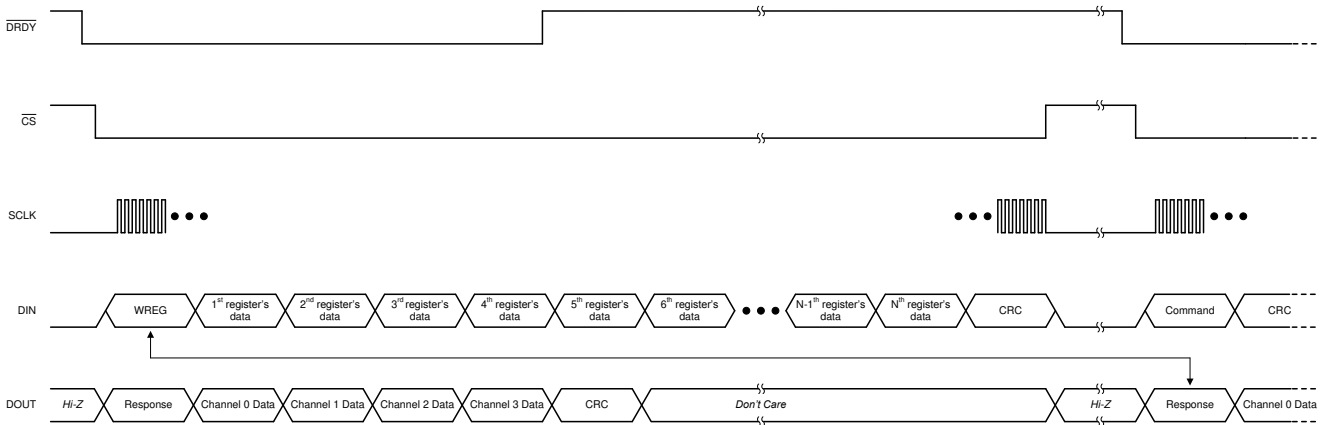 DRDY
CS
SCLK
DIN
WREG
1st register's
data
2nd register's
data
3rd register's
data
4th register's
data
5th register's
data
6th register's
data
N-1th register's
data
Nth register's
data
CRC
Command
CRC
DOUT
Hi-Z
Response
Channel 0 Data
Channel 1 Data
Channel 2 Data
Channel 3 Data
CRC
Don't Care
Hi-Z
Response
Channel 0 Data